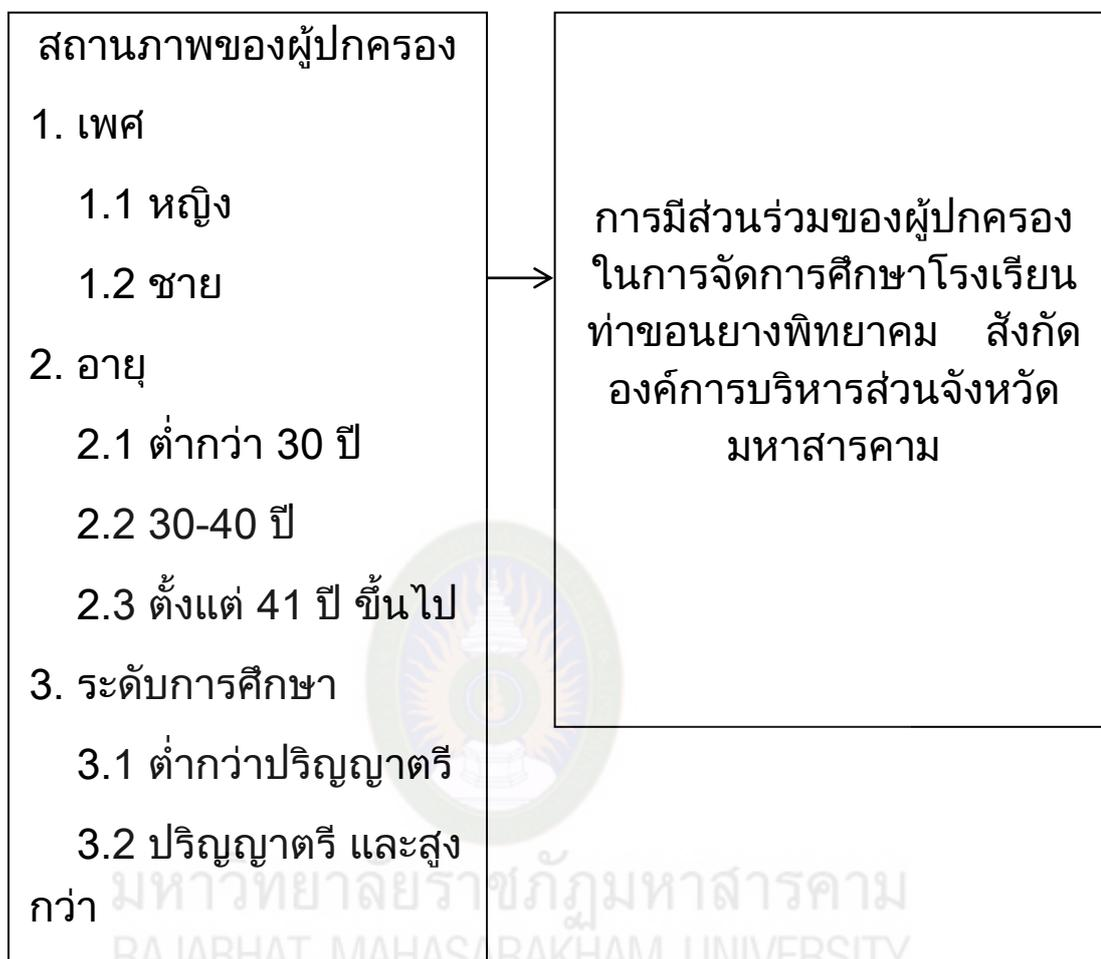 สถานภาพของผู้ปกครอง
1. เพศ
1.1 หญิง
1.2 ชาย
2. อายุ
2.1 ต่ำกว่า 30 ปี
2.2 30-40 ปี
2.3 ตั้งแต่ 41 ปี ขึ้นไป
3. ระดับการศึกษา
3.1 ต่ำกว่าปริญญาตรี
3.2 ปริญญาตรี และสูง
กว่า
การมีส่วนร่วมของผู้ปกครอง
ในการจัดการศึกษาโรงเรียน
ท่าขอนยางพิทยาคม สังกัด
องค์การบริหารส่วนจังหวัด
มหาสารคาม
มหาวิทยาลัยราชภัฏมหาสารคาม
RAJABHAT MAHASARAKHAM UNIVERSITY